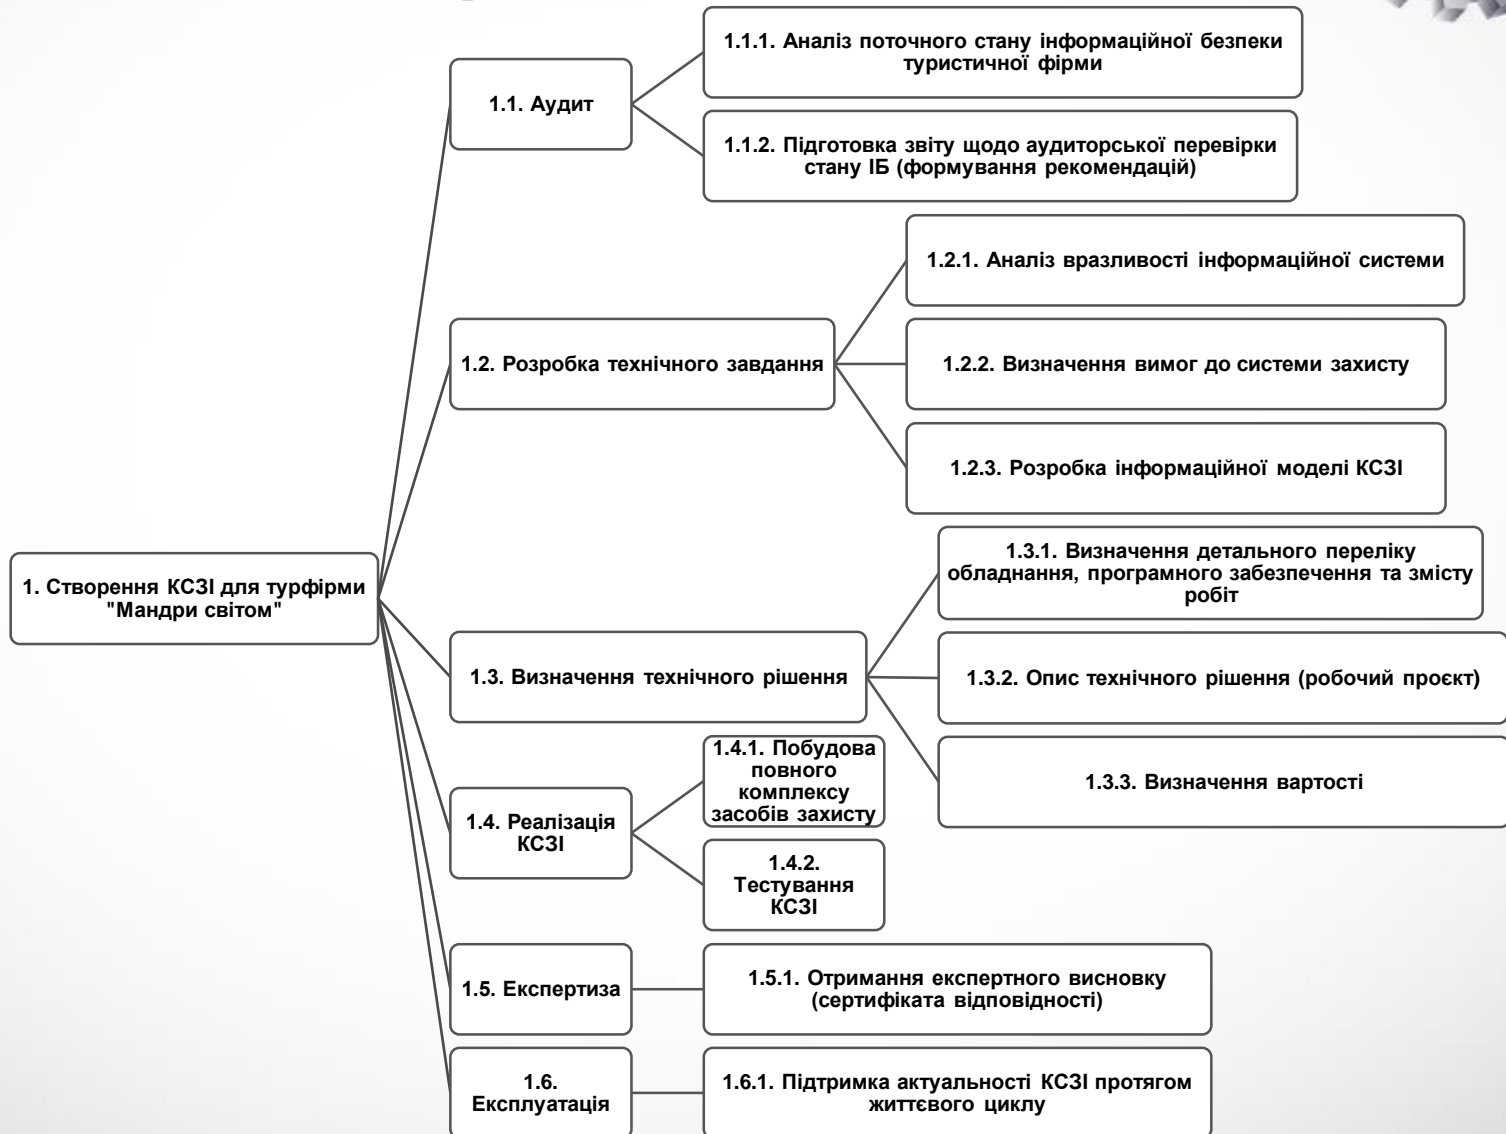 1. Створення КСЗІ для турфірми
"Мандри світом"
1.1. Аудит
1.1.1. Аналіз поточного стану інформаційної безпеки
туристичної фірми
1.1.2. Підготовка звіту щодо аудиторської перевірки
стану ІБ (формування рекомендацій)
1.2. Розробка технічного завдання
1.2.1. Аналіз вразливості інформаційної системи
1.2.2. Визначення вимог до системи захисту
1.2.3. Розробка інформаційної моделі КСЗІ
1.3. Визначення технічного рішення
1.3.1. Визначення детального переліку
обладнання, програмного забезпечення та змісту
робіт
1.3.2. Опис технічного рішення (робочий проєкт)
1.3.3. Визначення вартості
1.4. Реалізація
КСЗІ
1.4.1. Побудова
повного
комплексу
засобів захисту
1.4.2.
Тестування
КСЗІ
1.5. Експертиза
1.5.1. Отримання експертного висновку
(сертифіката відповідності)
1.6.
Експлуатація
1.6.1. Підтримка актуальності КСЗІ протягом
життєвого циклу